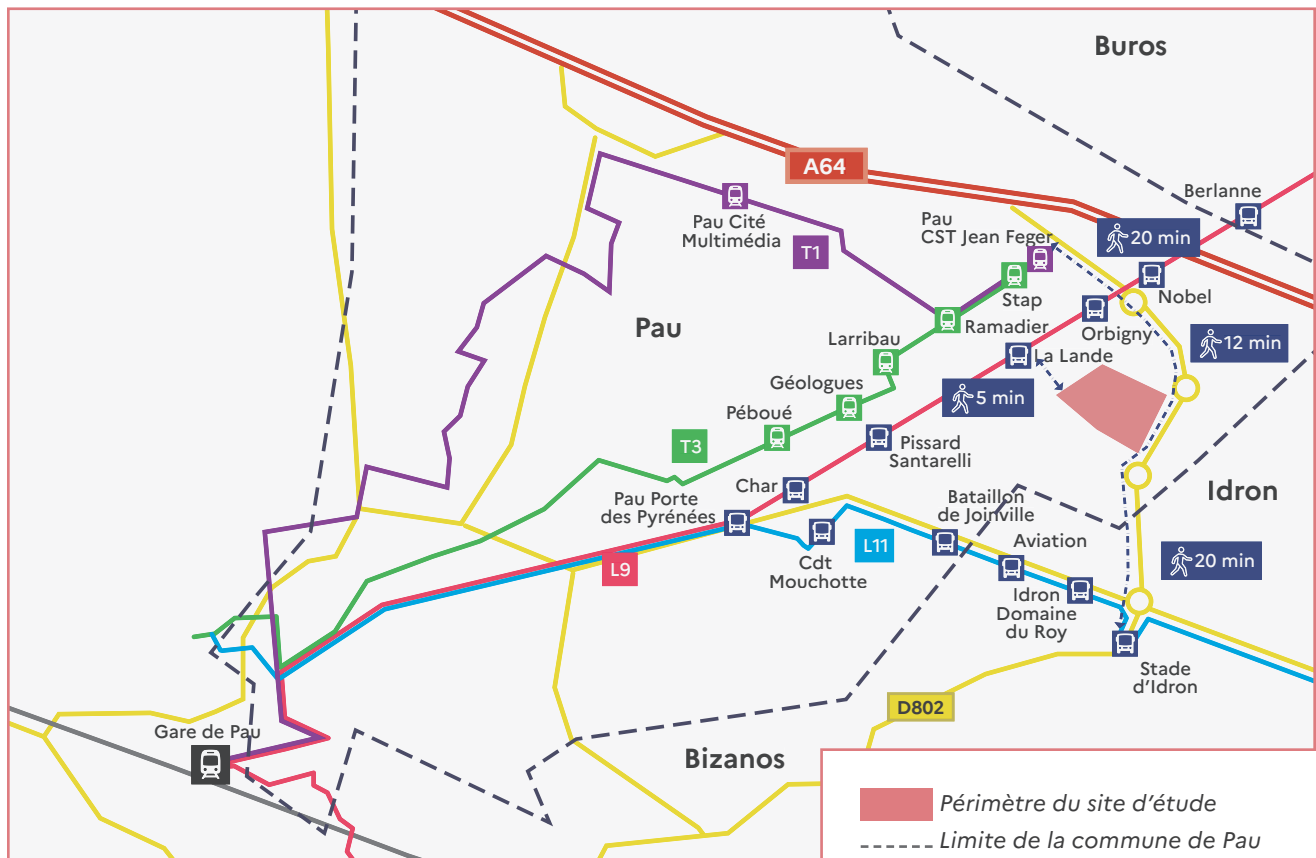 Buros
A64
Berlanne
Pau Cité
Multimédia
T1
Pau
CST Jean Feger
20 min
Stap
Nobel
Pau
Ramadier
Orbigny
Larribau
La Lande
12 min
Géologues
5 min
Péboué
T3
Pissard
Santarelli
Char
Idron
Pau Porte
des Pyrénées
Bataillon
de Joinville
L11
Aviation
Cdt
Mouchotte
L9
20 min
Idron
Domaine
du Roy
Stade
d'Idron
D802
Gare de Pau
Bizanos
Périmètre du site d'étude
Limite de la commune de Pau